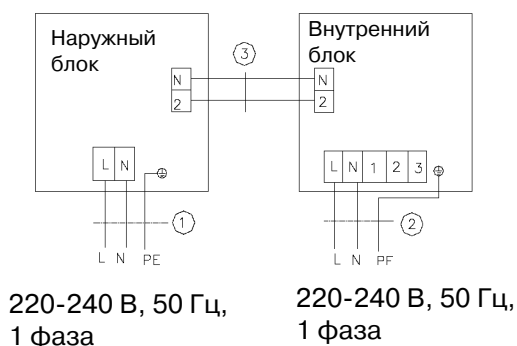 Наружный
блок
Внутренний
блок
3
N
2
N
2
L N
L N 1 2 3
1
2
L N PE
L N PE
220-240 В, 50 Гц,
1 фаза
220-240 В, 50 Гц,
1 фаза